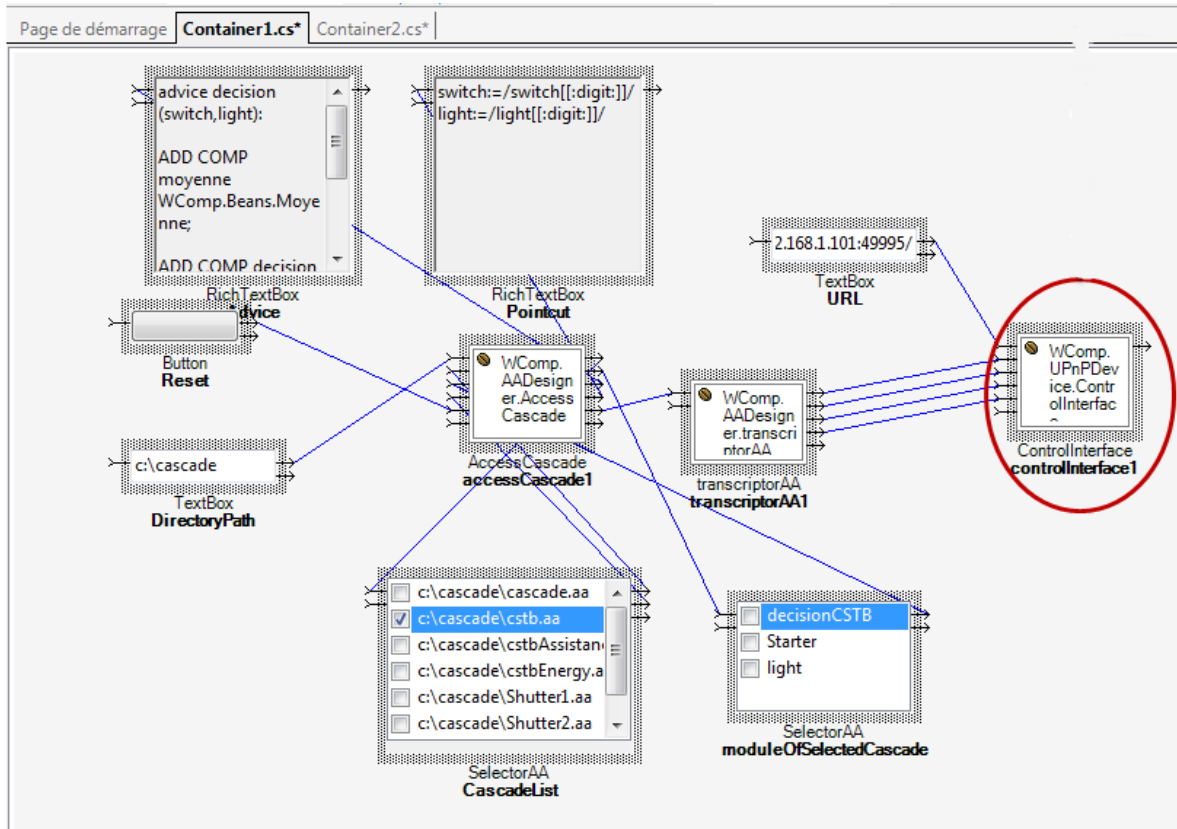 Page de démarrage Container1.cs* Container2.cs*
advice decision
(switch,light):
ADD COMP
moyenne
WComp.Beans.Moye
nne;
ADD COMP decision
RichTextBox
switch:=/switch[[:digit:]]/
light:=/light[[:digit:]]/
RichTextBox
Pointcut
2.168.1.101:49995/
TextBox
URL
Button
Reset
WComp.
AADesign
er.Access
Cascade
AccessCascade
accessCascade1
WComp.
AADesign
er.transcri
ptorAA
transcriptorAA
transcriptorAA1
WComp.
UPnPDev
ice.Contr
olInterfac
ControlInterface
controlInterface1
c:\cascade
TextBox
DirectoryPath
c:\cascade\cascade.aa
c:\cascade\cstb.aa
c:\cascade\cstbAssistan
c:\cascade\cstbEnergy.a
c:\cascade\Shutter1.aa
c:\cascade\Shutter2.aa
SelectorAA
CascadeList
decisionCSTB
Starter
light
SelectorAA
moduleOfSelectedCascade